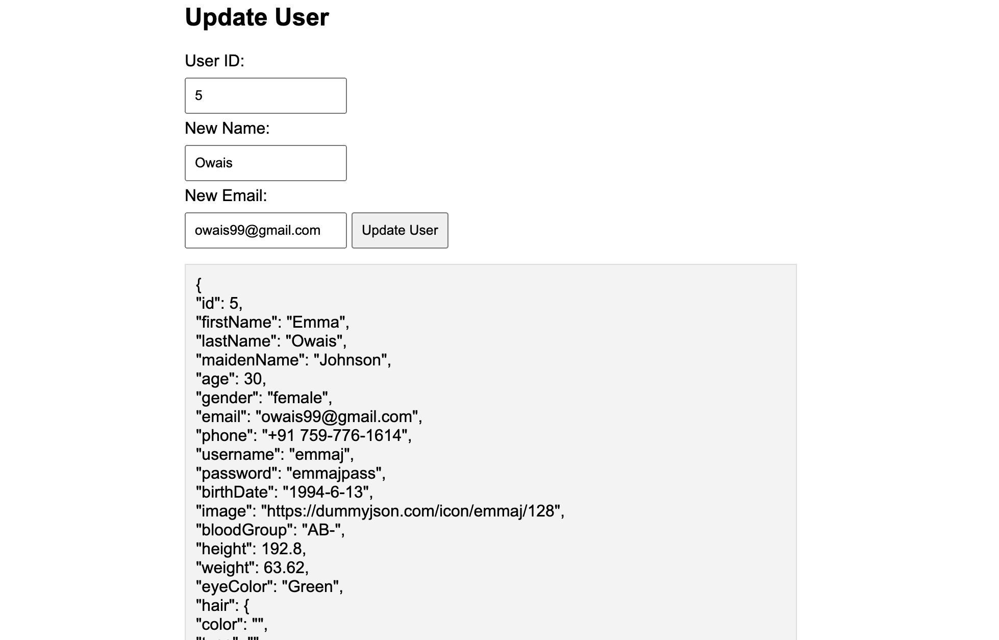 Update User
User ID:
5
New Name:
Owais
New Email:
owais99@gmail.com Update User
{
"id": 5,
"firstName": "Emma",
"lastName": "Owais",
"maidenName": "Johnson",
"age": 30,
"gender": "female",
"email": "owais99@gmail.com",
"phone": "+91 759-776-1614",
"username": "emmaj",
"password": "emmajpass",
"birthDate": "1994-6-13",
"image": "https://dummyjson.com/icon/emmaj/128",
"bloodGroup": "AB-",
"height": 192.8,
"weight": 63.62,
"eyeColor": "Green",
"hair": {
"color": "",